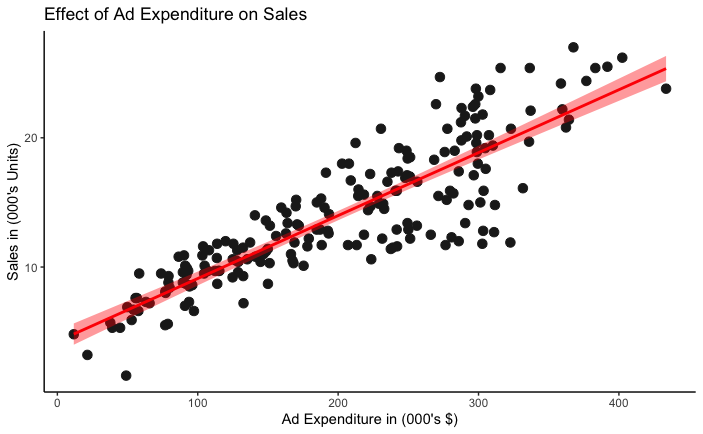 Effect of Ad Expenditure on Sales
Sales in (000's Units)
20
10
0 100 200 300 400
Ad Expenditure in (000's $)